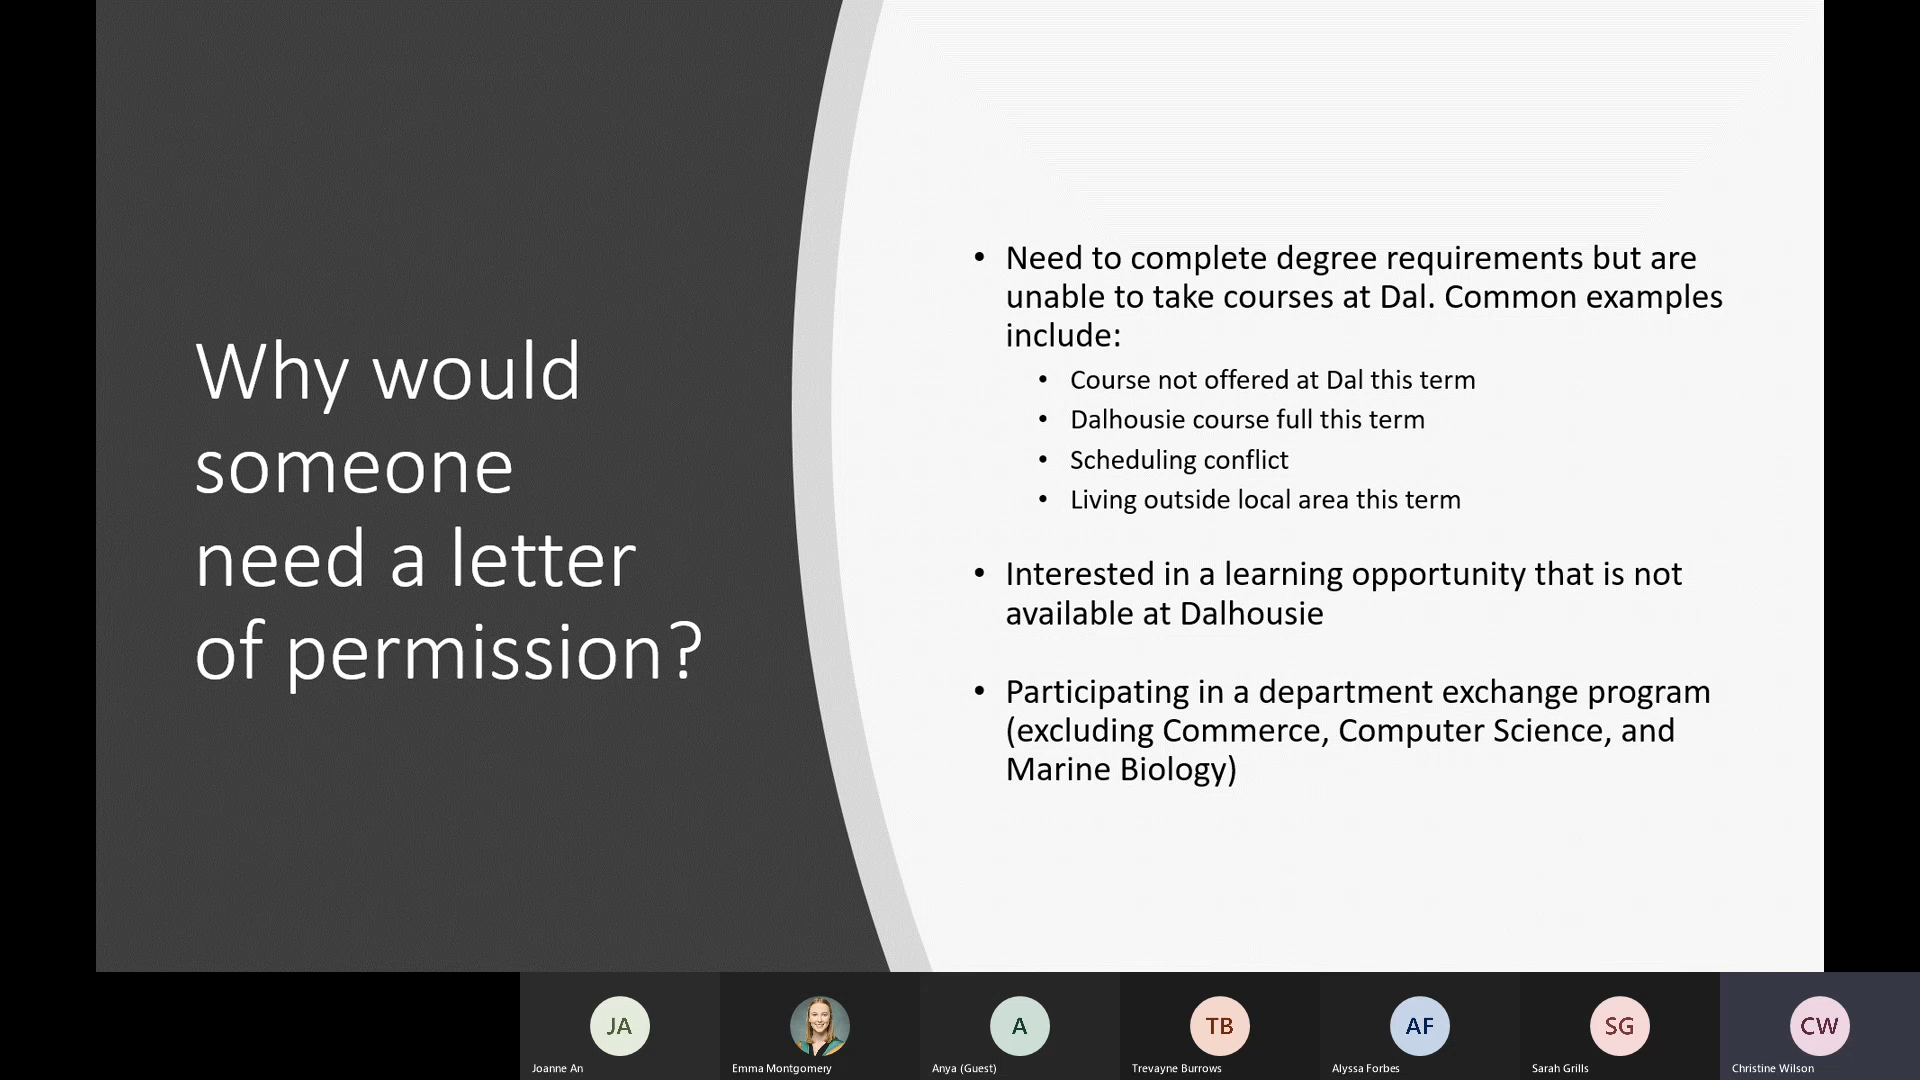 Why would
someone
need a letter
of permission?
• Need to complete degree requirements but are
unable to take courses at Dal. Common examples
include:
• Course not offered at Dal this term
• Dalhousie course full this term
• Scheduling conflict
• Living outside local area this term
• Interested in a learning opportunity that is not
available at Dalhousie
• Participating in a department exchange program
(excluding Commerce, Computer Science, and
Marine Biology)
JA
A
TB
AF
SG
CW
Joanne An
Emma Montgomery
Anya (Guest)
Trevayne Burrows
Alyssa Forbes
Sarah Grills
Christine Wilson